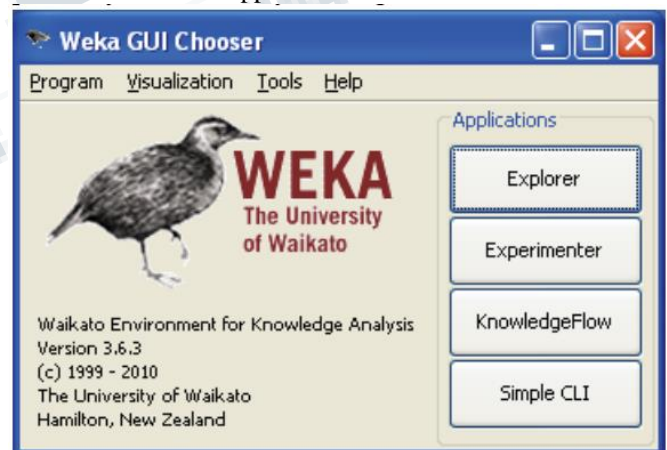 Weka GUI Chooser
Program Visualization Tools Help
WEKA
The University
of Waikato
Waikato Environment for Knowledge Analysis
Version 3.6.3
(c) 1999 - 2010
The University of Waikato
Hamilton, New Zealand
Applications
Explorer
Experimenter
KnowledgeFlow
Simple CLI